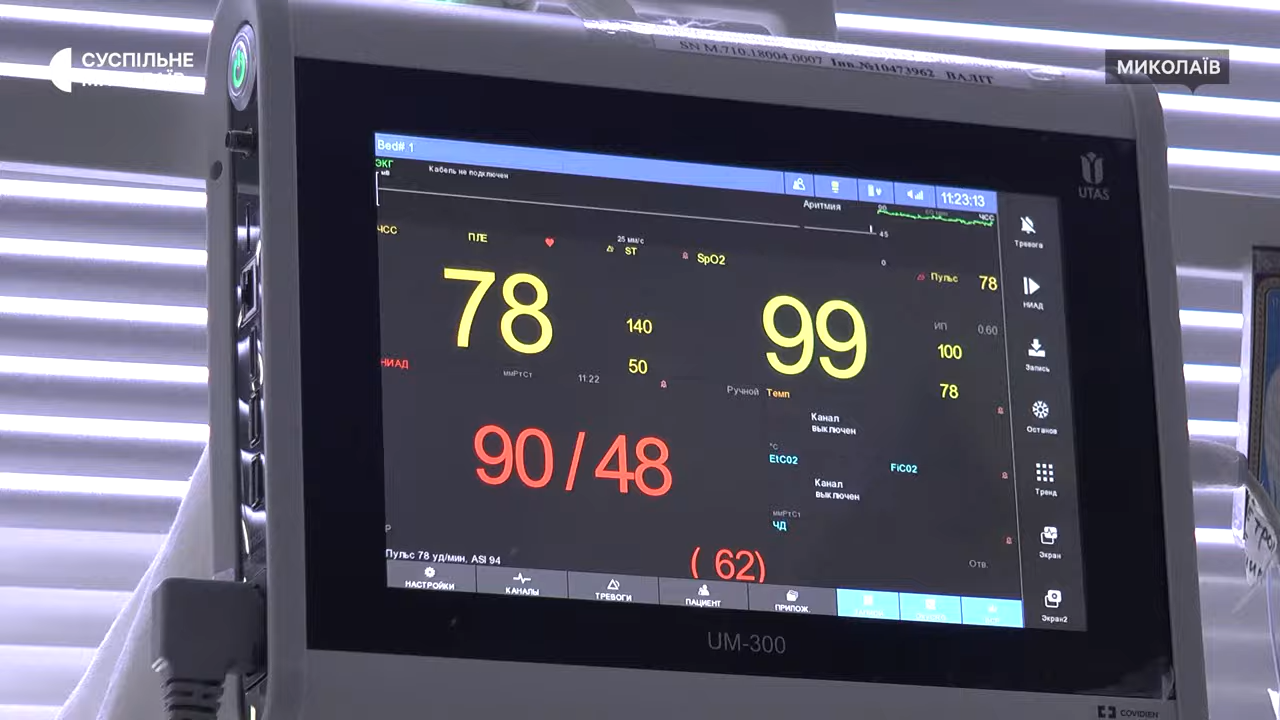 СУСПІЛЬНЕ
МИКОЛАЇВ
SN M.710.18004.0007 Інв.№10473962 ВАЛІТ
UTAS
Bed# 1
11:23:13
ЭКГ
мВ
Кабель не подключен
Аритмия
90
ЧСС
45
0
ЧСС
ПЛЕ
25 мм/с
ST
SpO2
Пульс
78
78
140
50
99
ИП
0.60
100
78
НИАД
ммРтСт
11:22
Ручной
Темп
Канал
выключен
90 / 48
°C
EtCO2
FiCO2
Канал
выключен
ммРтСт
ЧД
( 62)
Отв.
Р
Пульс 78 уд/мин, ASI 94
НАСТРОЙКИ
КАНАЛЫ
ТРЕВОГИ
ПАЦИЕНТ
ПРИЛОЖ.
Тревога
НИАД
Запись
Останов
Тренд
Экран
Экран2
UM-300
COVIDIEN